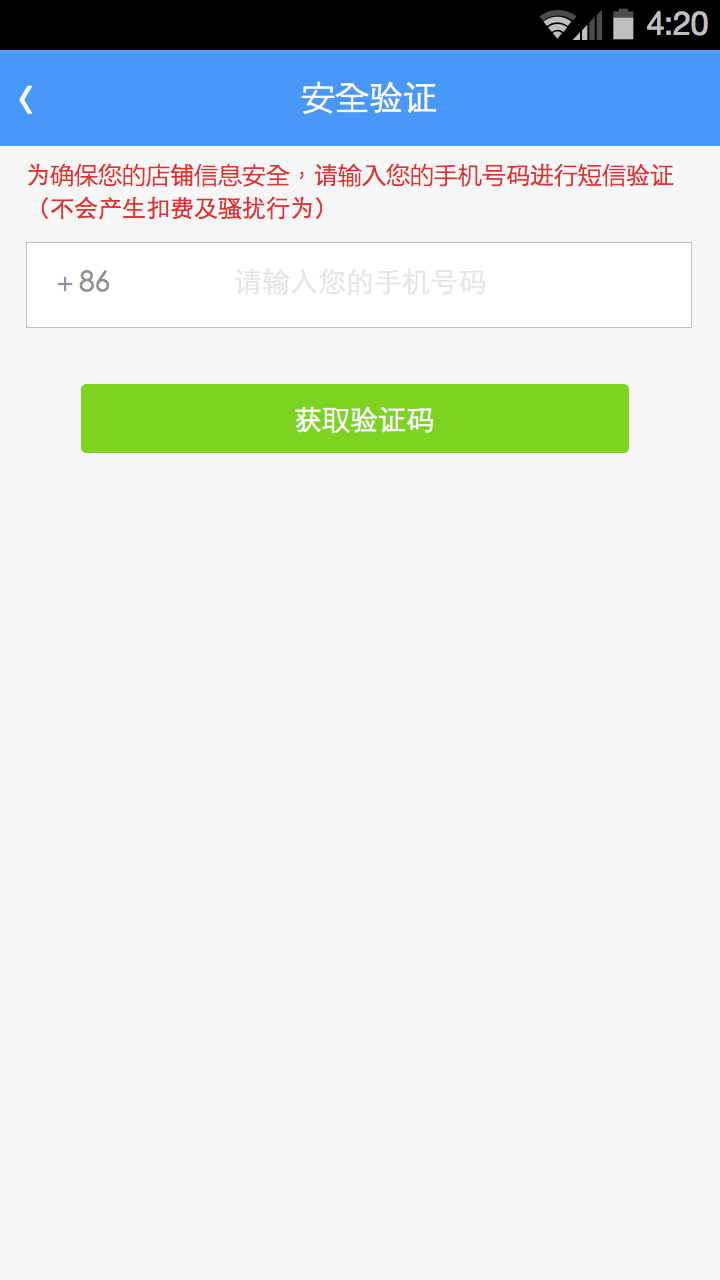 4:20
安全验证
为确保您的店铺信息安全，请输入您的手机号码进行短信验证
（不会产生扣费及骚扰行为）
+ 86 请输入您的手机号码
获取验证码